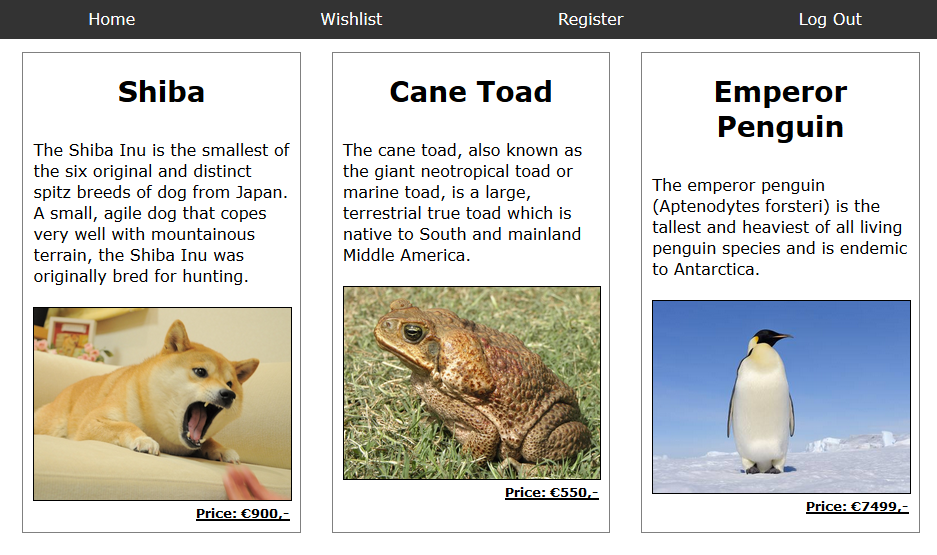 Home Wishlist Register Log Out
Shiba
The Shiba Inu is the smallest of
the six original and distinct
spitz breeds of dog from Japan.
A small, agile dog that copes
very well with mountainous
terrain, the Shiba Inu was
originally bred for hunting.
Price: €900,-
Cane Toad
The cane toad, also known as
the giant neotropical toad or
marine toad, is a large,
terrestrial true toad which is
native to South and mainland
Middle America.
Price: €550,-
Emperor
Penguin
The emperor penguin
(Aptenodytes forsteri) is the
tallest and heaviest of all living
penguin species and is endemic
to Antarctica.
Price: €7499,-